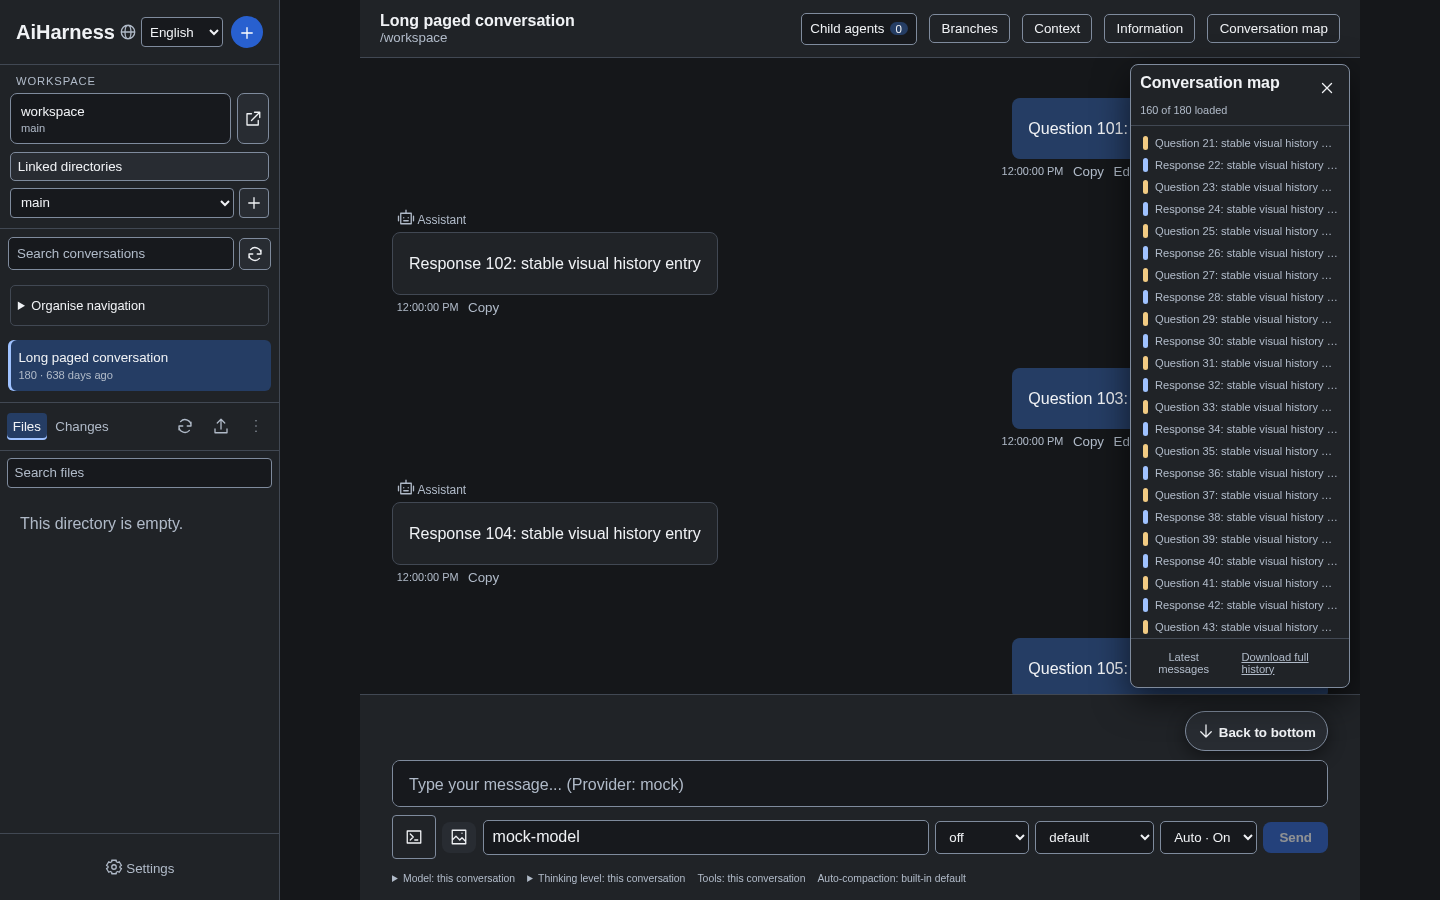 AiHarness
English
WORKSPACE
workspace
main
Linked directories
main
Search conversations
Organise navigation
Long paged conversation
180 · 638 days ago
Files
Changes
Search files
This directory is empty.
Settings
Long paged conversation
/workspace
Child agents 0
Branches
Context
Information
Conversation map
Question 101:
12:00:00 PM Copy Ed
Assistant
Response 102: stable visual history entry
12:00:00 PM Copy
Question 103:
12:00:00 PM Copy Ed
Assistant
Response 104: stable visual history entry
12:00:00 PM Copy
Question 105:
Conversation map
160 of 180 loaded
Question 21: stable visual history …
Response 22: stable visual history …
Question 23: stable visual history …
Response 24: stable visual history …
Question 25: stable visual history …
Response 26: stable visual history …
Question 27: stable visual history …
Response 28: stable visual history …
Question 29: stable visual history …
Response 30: stable visual history …
Question 31: stable visual history …
Response 32: stable visual history …
Question 33: stable visual history …
Response 34: stable visual history …
Question 35: stable visual history …
Response 36: stable visual history …
Question 37: stable visual history …
Response 38: stable visual history …
Question 39: stable visual history …
Response 40: stable visual history …
Question 41: stable visual history …
Response 42: stable visual history …
Question 43: stable visual history …
Latest
messages
Download full
history
Back to bottom
Type your message... (Provider: mock)
mock-model
off
default
Auto · On
Send
Model: this conversation
Thinking level: this conversation
Tools: this conversation
Auto-compaction: built-in default